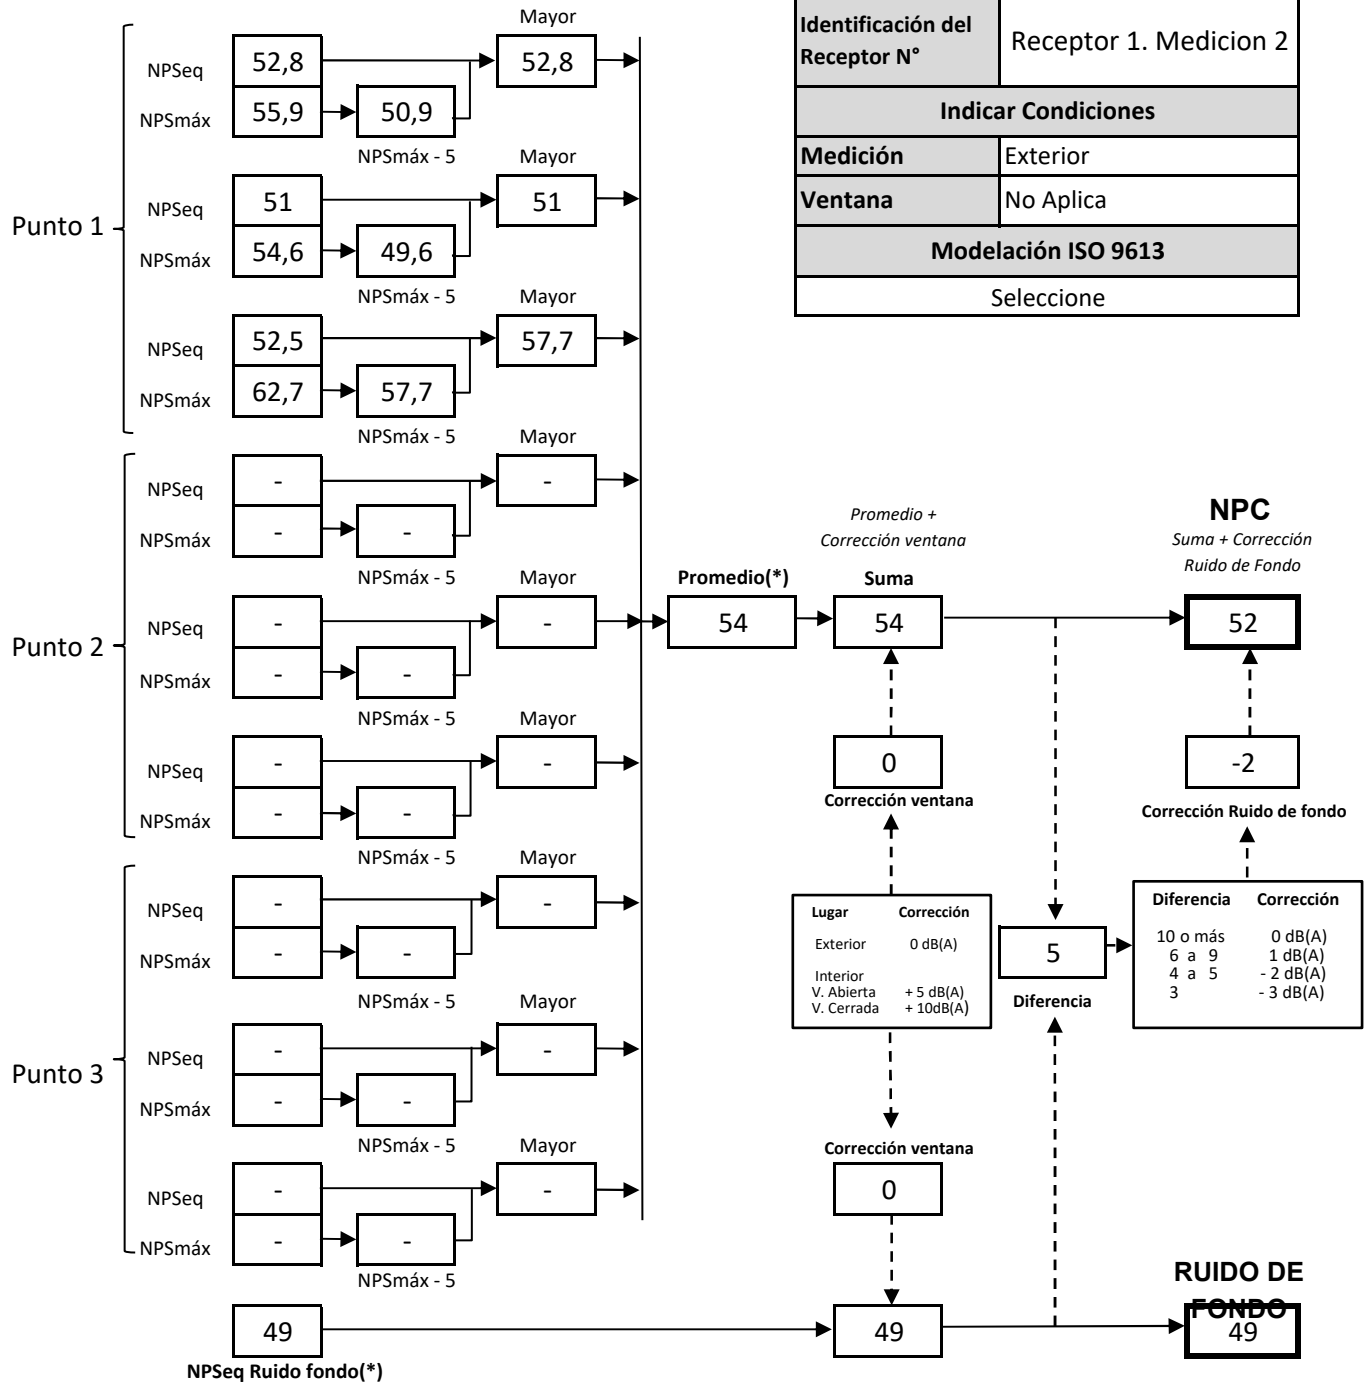 Identificación del
Receptor N°
Receptor 1. Medicion 2
Indicar Condiciones
Medición
Exterior
Ventana
No Aplica
Modelación ISO 9613
Seleccione
Punto 1
Mayor
NPSeq
52,8
52,8
NPSmáx
55,9
50,9
NPSmáx - 5
Mayor
NPSeq
51
51
NPSmáx
54,6
49,6
NPSmáx - 5
Mayor
NPSeq
52,5
57,7
NPSmáx
62,7
57,7
NPSmáx - 5
Punto 2
Mayor
NPSeq
-
-
NPSmáx
-
-
NPSmáx - 5
Mayor
NPSeq
-
-
NPSmáx
-
-
NPSmáx - 5
Mayor
NPSeq
-
-
NPSmáx
-
-
NPSmáx - 5
Punto 3
Mayor
NPSeq
-
-
NPSmáx
-
-
NPSmáx - 5
Mayor
NPSeq
-
-
NPSmáx
-
-
NPSmáx - 5
Mayor
NPSeq
-
-
NPSmáx
-
-
NPSmáx - 5
Promedio(*)
54
Promedio +
Corrección ventana
Suma
54
NPC
Suma + Corrección
Ruido de Fondo
52
0
Corrección ventana
-2
Corrección Ruido de fondo
Lugar Corrección
Exterior 0 dB(A)
Interior
V. Abierta + 5 dB(A)
V. Cerrada + 10dB(A)
5
Diferencia
Diferencia Corrección
10 o más 0 dB(A)
6 a 9 1 dB(A)
4 a 5 - 2 dB(A)
3 - 3 dB(A)
Corrección ventana
0
49
NPSeq Ruido fondo(*)
49
RUIDO DE
FONDO
49